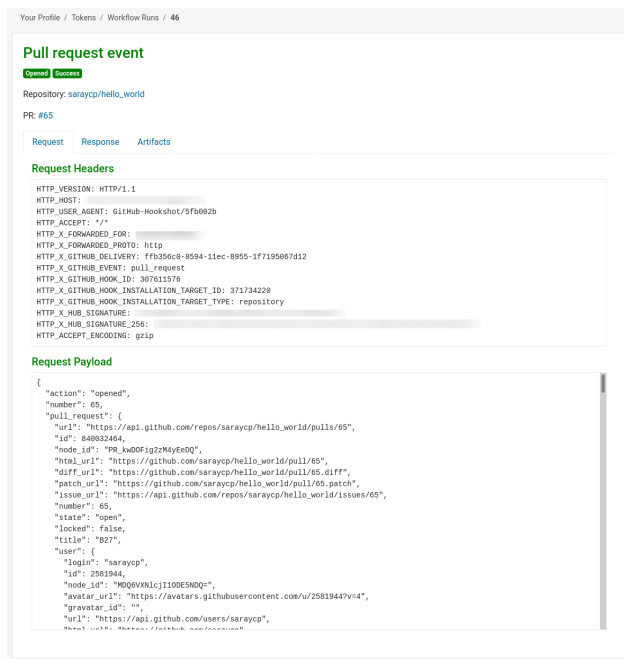 Your Profile / Tokens / Workflow Runs / 46
Pull request event
Opened Success
Repository: saraycp/hello_world
PR: #65
Request Response Artifacts
Request Headers
HTTP_VERSION: HTTP/1.1
HTTP_HOST:
HTTP_USER_AGENT: GitHub-Hookshot/5fb002b
HTTP_ACCEPT: */*
HTTP_X_FORWARDED_FOR:
HTTP_X_FORWARDED_PROTO: http
HTTP_X_GITHUB_DELIVERY: ffb356c0-8594-11ec-8955-1f7195067d12
HTTP_X_GITHUB_EVENT: pull_request
HTTP_X_GITHUB_HOOK_ID: 307611576
HTTP_X_GITHUB_HOOK_INSTALLATION_TARGET_ID: 371734220
HTTP_X_GITHUB_HOOK_INSTALLATION_TARGET_TYPE: repository
HTTP_X_HUB_SIGNATURE:
HTTP_X_HUB_SIGNATURE_256:
HTTP_ACCEPT_ENCODING: gzip
Request Payload
{
"action": "opened",
"number": 65,
"pull_request": {
"url": "https://api.github.com/repos/saraycp/hello_world/pulls/65",
"id": 840032464,
"node_id": "PR_kwDOFig2zM4yEeDQ",
"html_url": "https://github.com/saraycp/hello_world/pull/65",
"diff_url": "https://github.com/saraycp/hello_world/pull/65.diff",
"patch_url": "https://github.com/saraycp/hello_world/pull/65.patch",
"issue_url": "https://api.github.com/repos/saraycp/hello_world/issues/65",
"number": 65,
"state": "open",
"locked": false,
"title": "B27",
"user": {
"login": "saraycp",
"id": 2581944,
"node_id": "MDQ6VXNlcjI1ODE5NDQ=",
"avatar_url": "https://avatars.githubusercontent.com/u/2581944?v=4",
"gravatar_id": "",
"url": "https://api.github.com/users/saraycp",
"html_url": "https://github.com/saraycp"